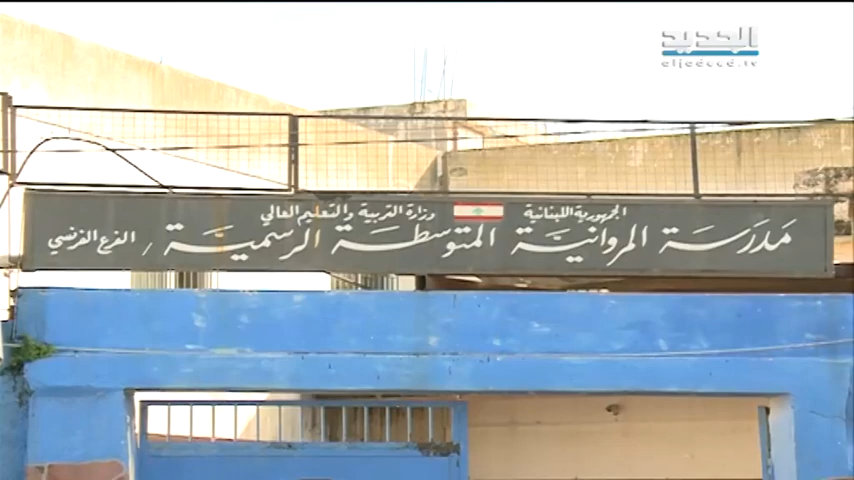 الجديد
aljadeed.tv
الجمهورية اللبنانية وزارة التربية والتعليم العالي
مدرسة المروانية المتوسطة الرسمية / الفرع الفرنسي